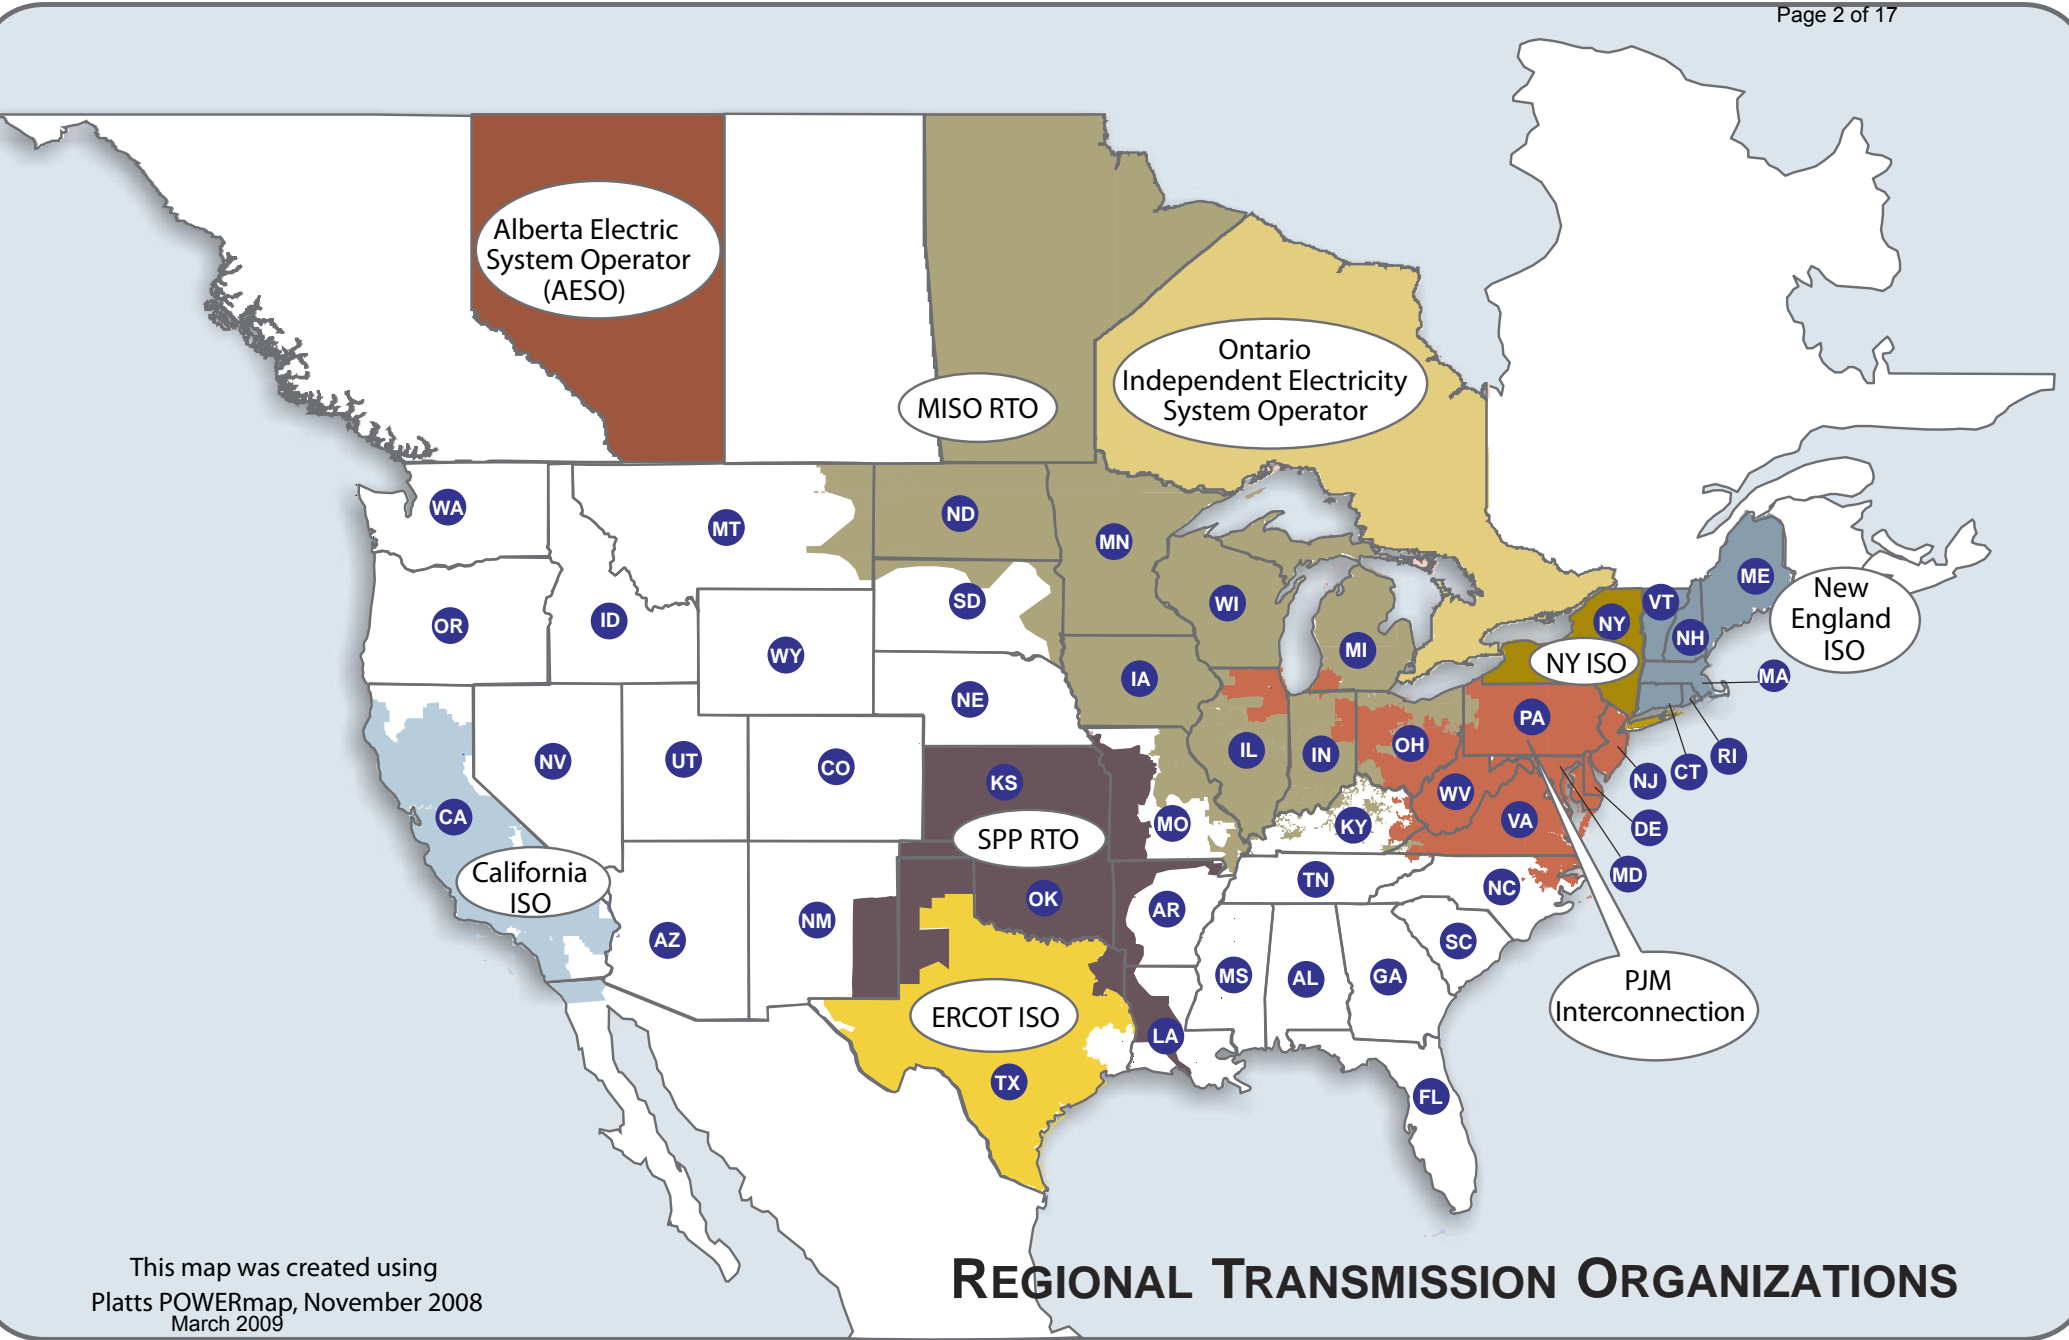 Page 2 of 17
Alberta Electric
System Operator
(AESO)
Ontario
Independent Electricity
System Operator
MISO RTO
WA
MT
ND
MN
OR
ID
WY
SD
WI
MI
NY
VT
NH
ME
New
England
ISO
NY ISO
MA
NE
IA
PA
NV
UT
CO
KS
IL
IN
OH
WV
NJ
CT
RI
CA
SPP RTO
MO
KY
VA
DE
MD
California
ISO
AZ
NM
OK
AR
TN
NC
SC
MS
AL
GA
PJM
Interconnection
ERCOT ISO
LA
TX
FL
This map was created using
Platts POWERmap, November 2008
March 2009
REGIONAL TRANSMISSION ORGANIZATIONS